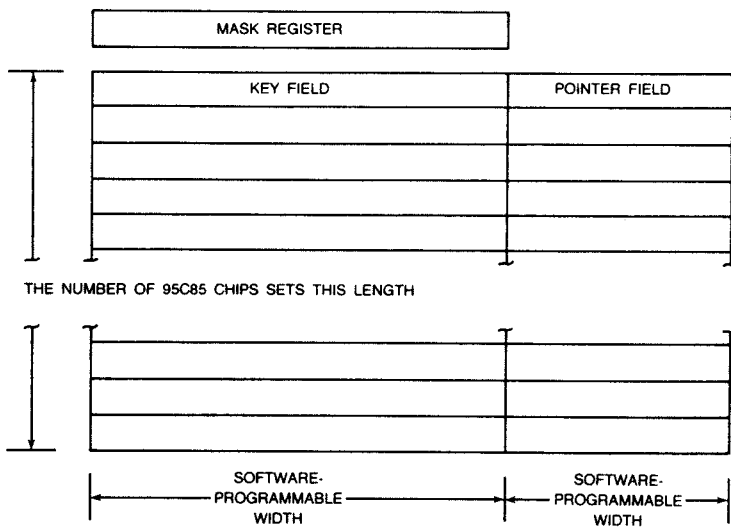 MASK REGISTER
KEY FIELD POINTER FIELD
THE NUMBER OF 95C85 CHIPS SETS THIS LENGTH
SOFTWARE-
PROGRAMMABLE
WIDTH
SOFTWARE-
PROGRAMMABLE
WIDTH